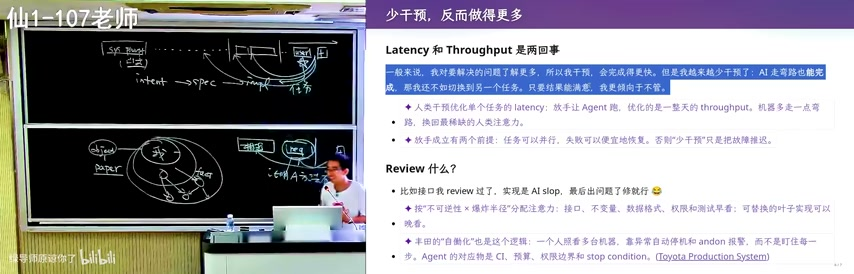 仙1-107老师
intent → spec → impl
任务
object
paper
req
bilibili
少干预，反而做得更多
Latency 和 Throughput 是两回事
一般来说，我对要解决的问题了解更多，所以我干预，会完成得更快。但是我越来越少干预了：AI 走弯路也能完
成，那我还不如切换到另一个任务。只要结果能满意，我更倾向于不管。
✦ 人类干预优化单个任务的 latency：放手让 Agent 跑，优化的是一整天的 throughput。机器多走一点弯
路，换回最稀缺的人类注意力。
✦ 放手成立有两个前提：任务可以并行，失败可以便宜地恢复。否则“少干预”只是把故障推迟。
Review 什么？
比如接口我 review 过了，实现是 AI slop，最后出问题了修就行 😂
✦ 按“不可逆性 × 爆炸半径”分配注意力：接口、不变量、数据格式、权限和测试早看；可替换的叶子实现可以
晚看。
✦ 丰田的“自働化”也是这个逻辑：一个人照看多台机器，靠异常自动停机和 andon 报警，而不是盯住每一
步。Agent 的对应物是 CI、预算、权限边界和 stop condition。(Toyota Production System)